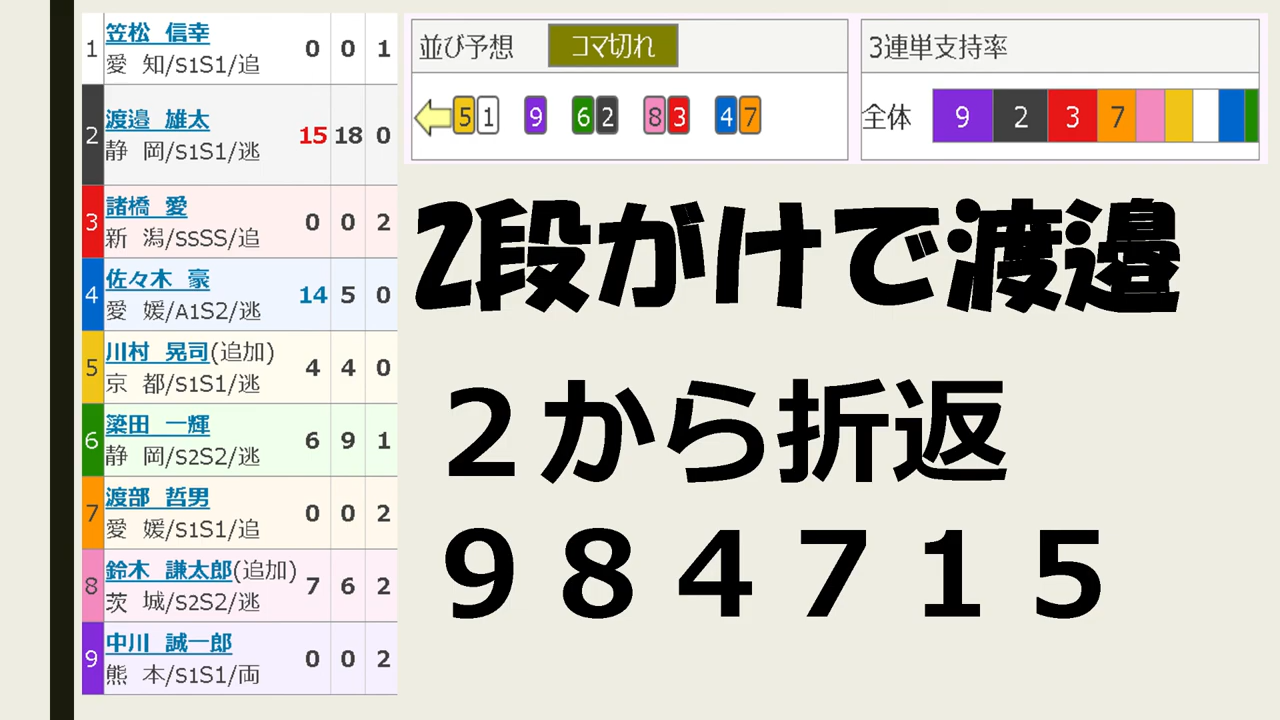 1 笠松 信幸 0 0 1
愛 知/S1S1/追
2 渡邉 雄太 15 18 0
静 岡/S1S1/逃
3 諸橋 愛 0 0 2
新 潟/SSSS/追
4 佐々木 豪 14 5 0
愛 媛/A1S2/逃
5 川村 晃司(追加) 4 4 0
京 都/S1S1/逃
6 簗田 一輝 6 9 1
静 岡/S2S2/逃
7 渡部 哲男 0 0 2
愛 媛/S1S1/追
8 鈴木 謙太郎(追加) 7 6 2
茨 城/S2S2/逃
9 中川 誠一郎 0 0 2
熊 本/S1S1/両
並び予想 コマ切れ
5 1 9 6 2 8 3 4 7
3連単支持率
全体 9 2 3 7
2段がけで渡邉
２から折返
９８４７１５